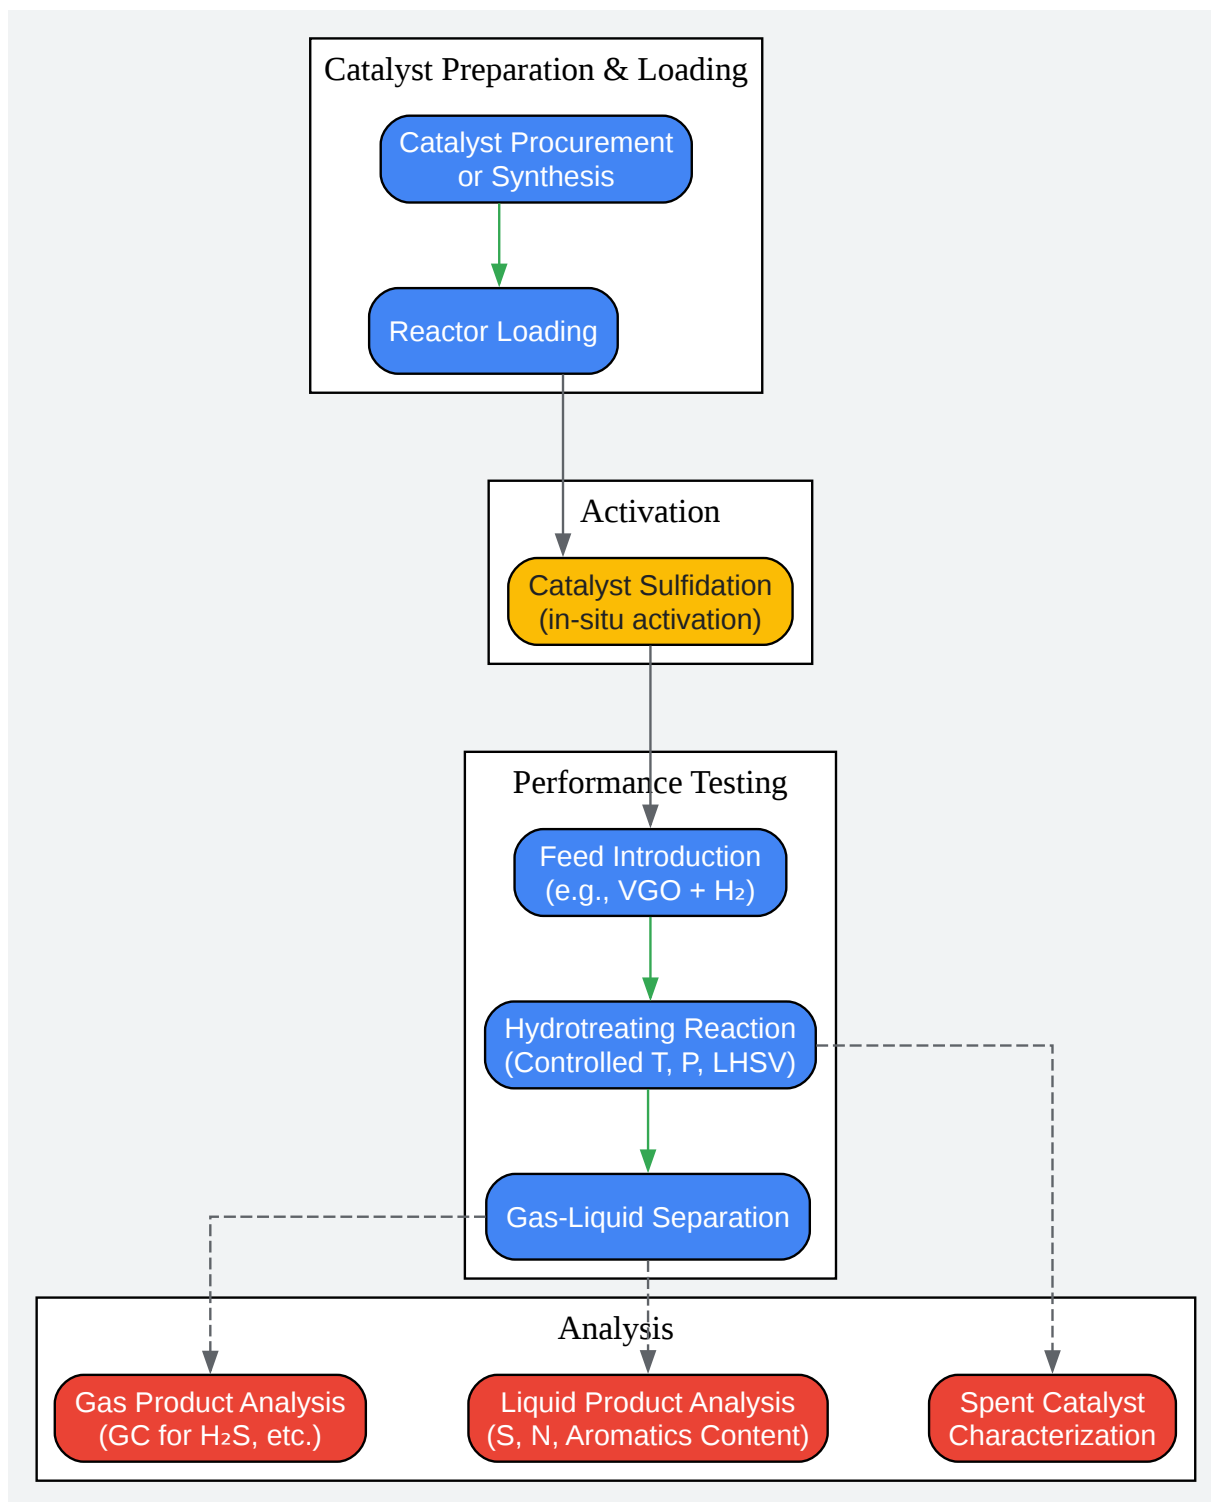 Catalyst Preparation & Loading
Catalyst Procurement
or Synthesis
Reactor Loading
Activation
Catalyst Sulfidation
(in-situ activation)
Performance Testing
Feed Introduction
(e.g., VGO + H₂)
Hydrotreating Reaction
(Controlled T, P, LHSV)
Gas-Liquid Separation
Analysis
Gas Product Analysis
(GC for H₂S, etc.)
Liquid Product Analysis
(S, N, Aromatics Content)
Spent Catalyst
Characterization